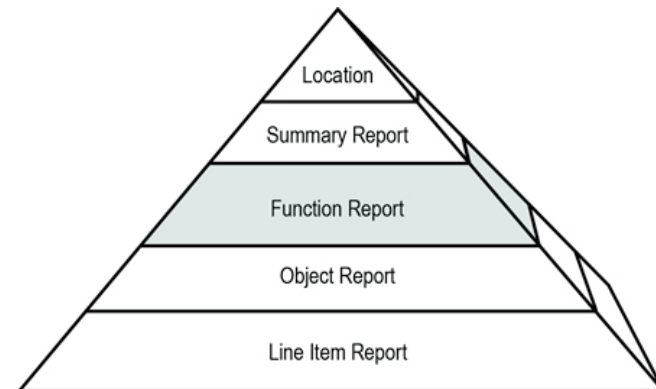 Location
Summary Report
Function Report
Object Report
Line Item Report